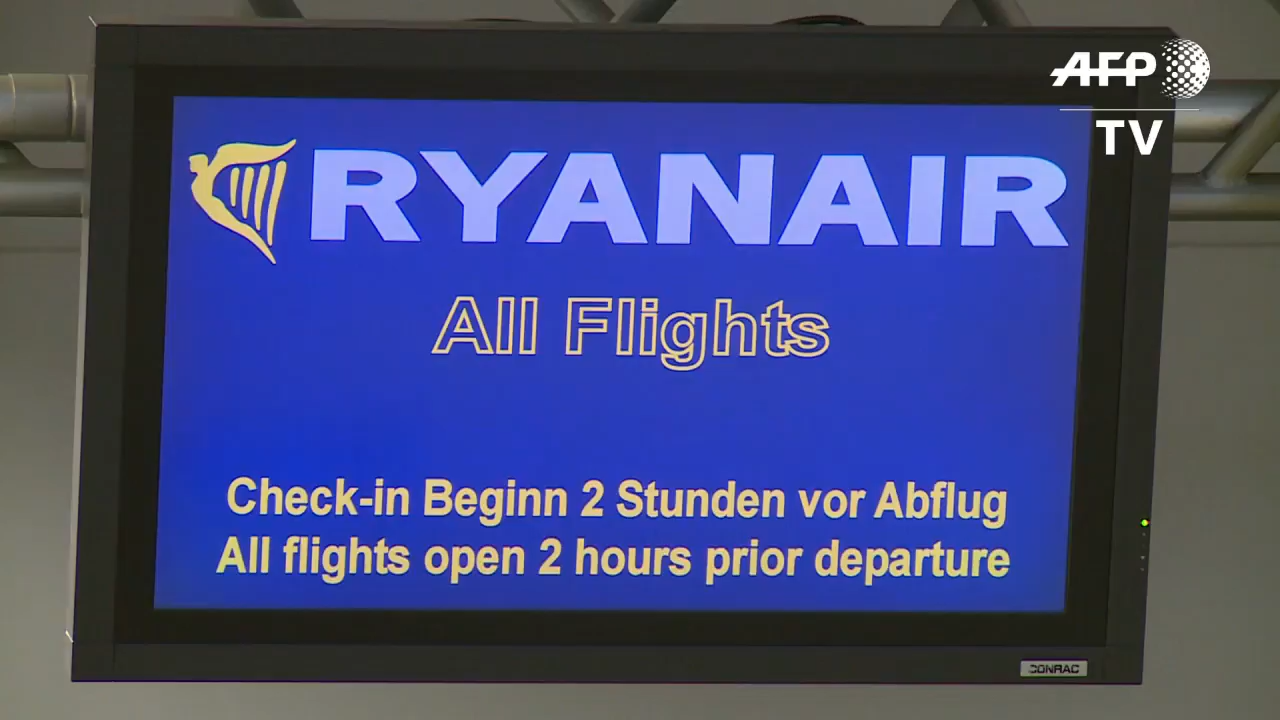 AFP
TV
RYANAIR
All Flights
Check-in Beginn 2 Stunden vor Abflug
All flights open 2 hours prior departure
CONRAC